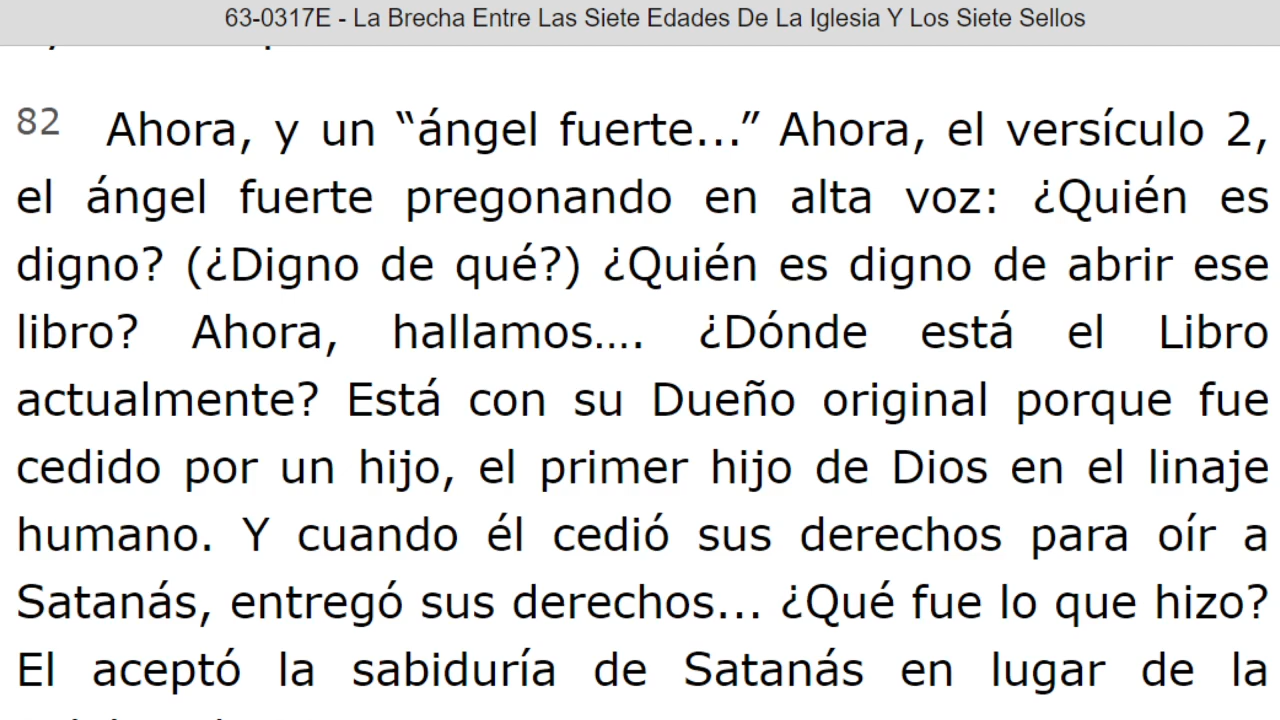 63-0317E - La Brecha Entre Las Siete Edades De La Iglesia Y Los Siete Sellos
82 Ahora, y un “ángel fuerte...” Ahora, el versículo 2,
el ángel fuerte pregonando en alta voz: ¿Quién es
digno? (¿Digno de qué?) ¿Quién es digno de abrir ese
libro? Ahora, hallamos.... ¿Dónde está el Libro
actualmente? Está con su Dueño original porque fue
cedido por un hijo, el primer hijo de Dios en el linaje
humano. Y cuando él cedió sus derechos para oír a
Satanás, entregó sus derechos... ¿Qué fue lo que hizo?
El aceptó la sabiduría de Satanás en lugar de la